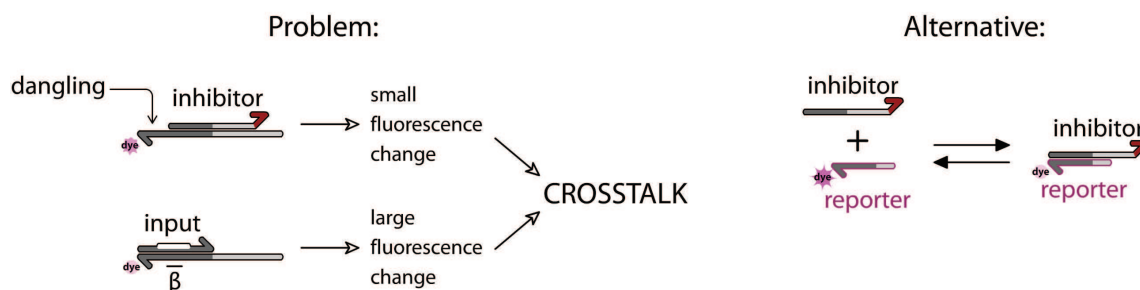 Problem:
Alternative:
dangling
inhibitor
dye
small
fluorescence
change
input
dye
β
large
fluorescence
change
CROSSTALK
inhibitor
+
dye
reporter
inhibitor
dye
reporter